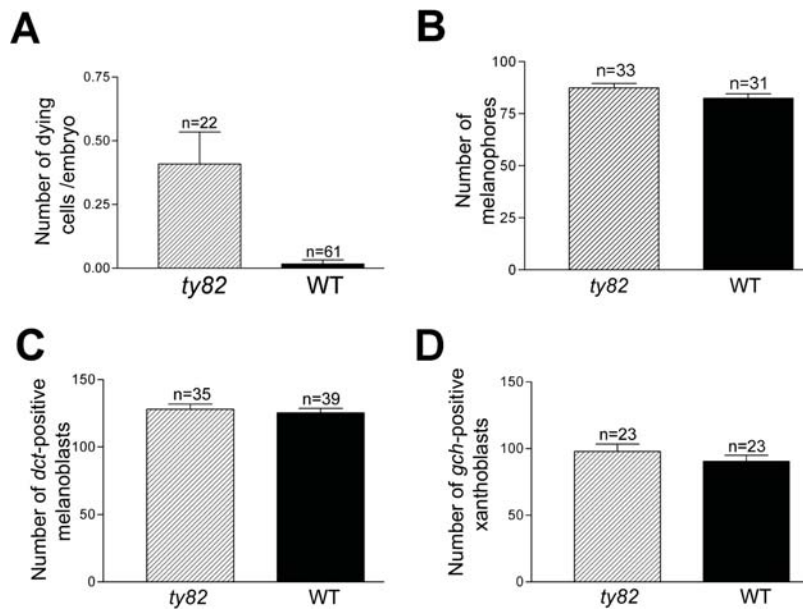 A
Number of dying
cells /embryo
0.75
0.50
0.25
0.00
n=22
n=61
ty82
WT
B
Number of
melanophores
100
75
50
25
0
n=33
n=31
ty82
WT
C
Number of dct-positive
melanoblasts
150
100
50
0
n=35
n=39
ty82
WT
D
Number of gch-positive
xanthoblasts
150
100
50
0
n=23
n=23
ty82
WT